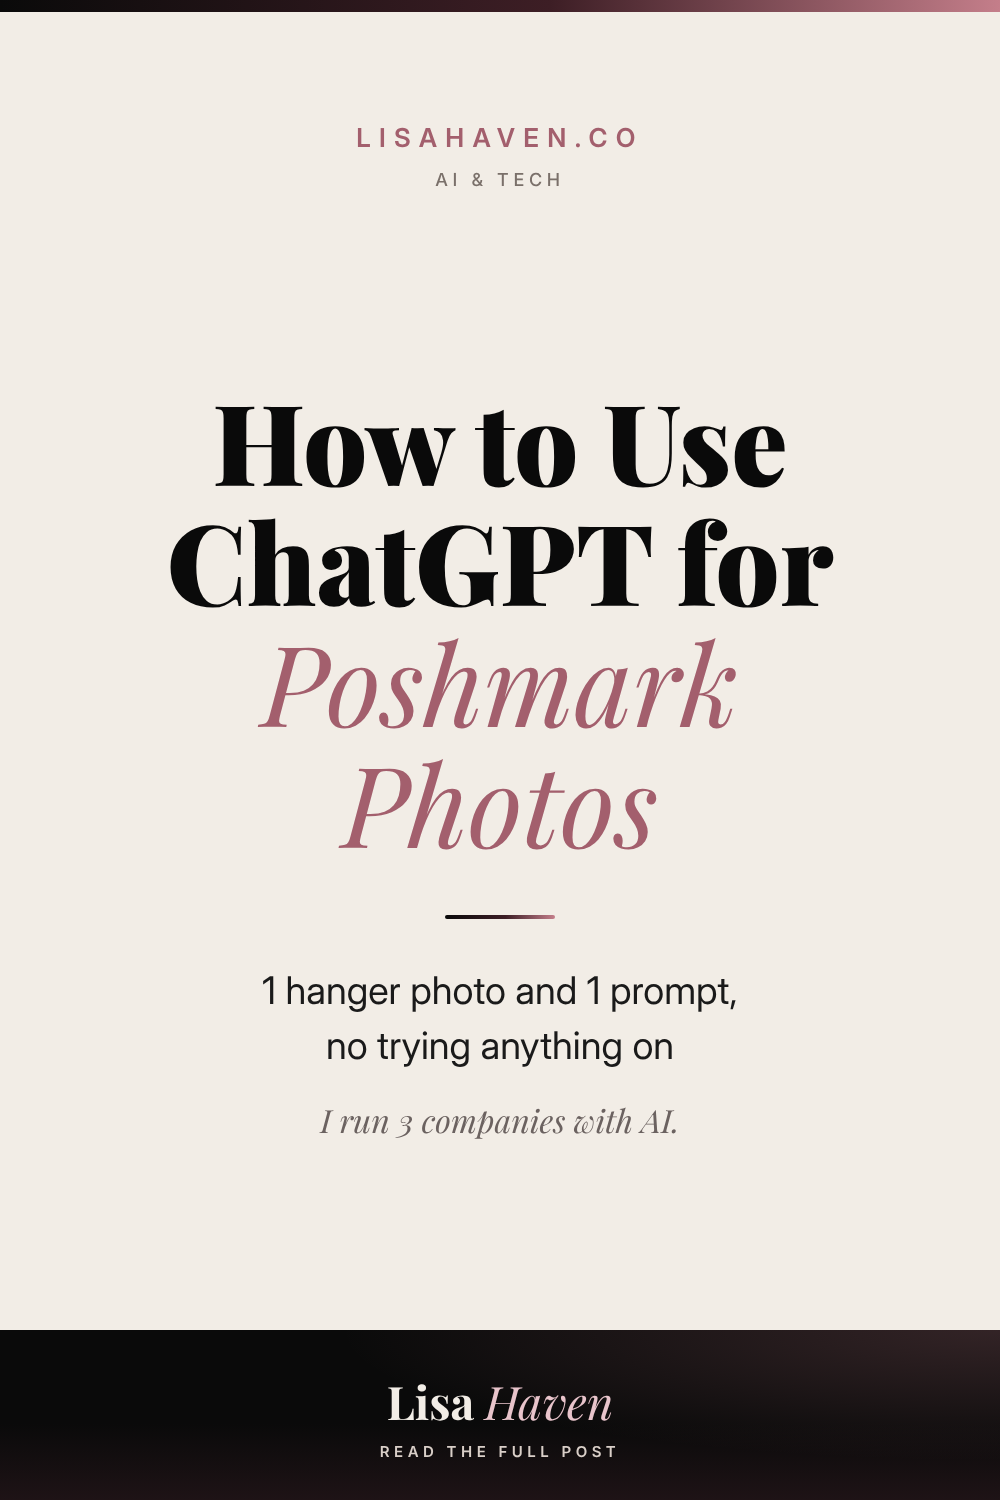 LISAHAVEN.CO
AI & TECH
How to Use
ChatGPT for
Poshmark
Photos
1 hanger photo and 1 prompt,
no trying anything on
I run 3 companies with AI.
Lisa Haven
READ THE FULL POST